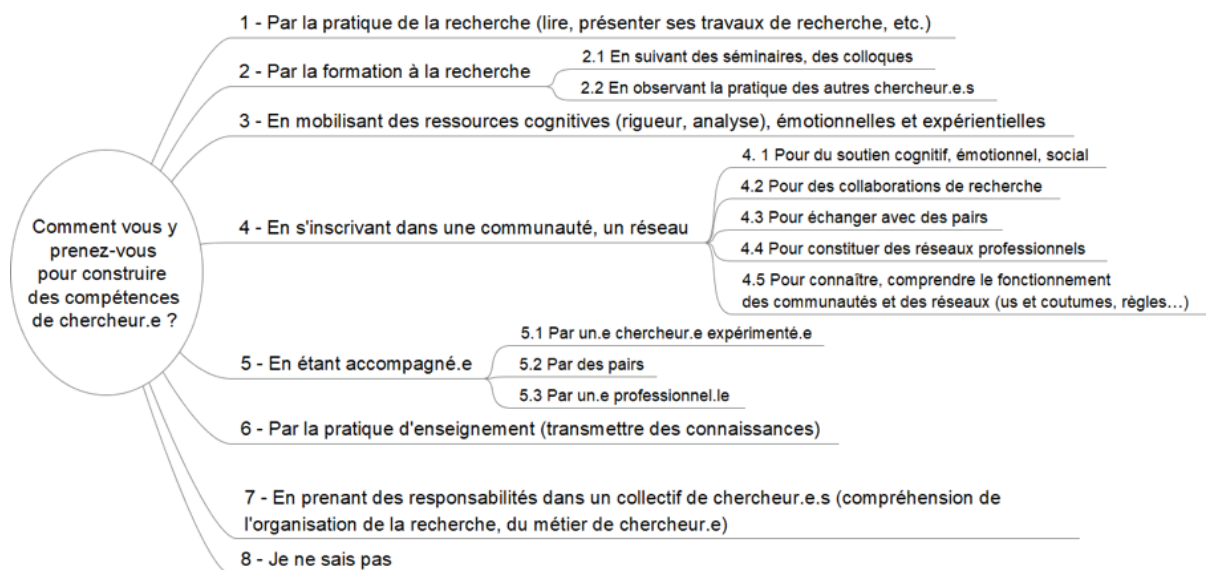 Comment vous y
prenez-vous
pour construire
des compétences
de chercheur.e ?
1 - Par la pratique de la recherche (lire, présenter ses travaux de recherche, etc.)
2 - Par la formation à la recherche
2.1 En suivant des séminaires, des colloques
2.2 En observant la pratique des autres chercheur.e.s
3 - En mobilisant des ressources cognitives (rigueur, analyse), émotionnelles et expérientielles
4 - En s'inscrivant dans une communauté, un réseau
4. 1 Pour du soutien cognitif, émotionnel, social
4.2 Pour des collaborations de recherche
4.3 Pour échanger avec des pairs
4.4 Pour constituer des réseaux professionnels
4.5 Pour connaître, comprendre le fonctionnement
des communautés et des réseaux (us et coutumes, règles…)
5 - En étant accompagné.e
5.1 Par un.e chercheur.e expérimenté.e
5.2 Par des pairs
5.3 Par un.e professionnel.le
6 - Par la pratique d'enseignement (transmettre des connaissances)
7 - En prenant des responsabilités dans un collectif de chercheur.e.s (compréhension de
l'organisation de la recherche, du métier de chercheur.e)
8 - Je ne sais pas